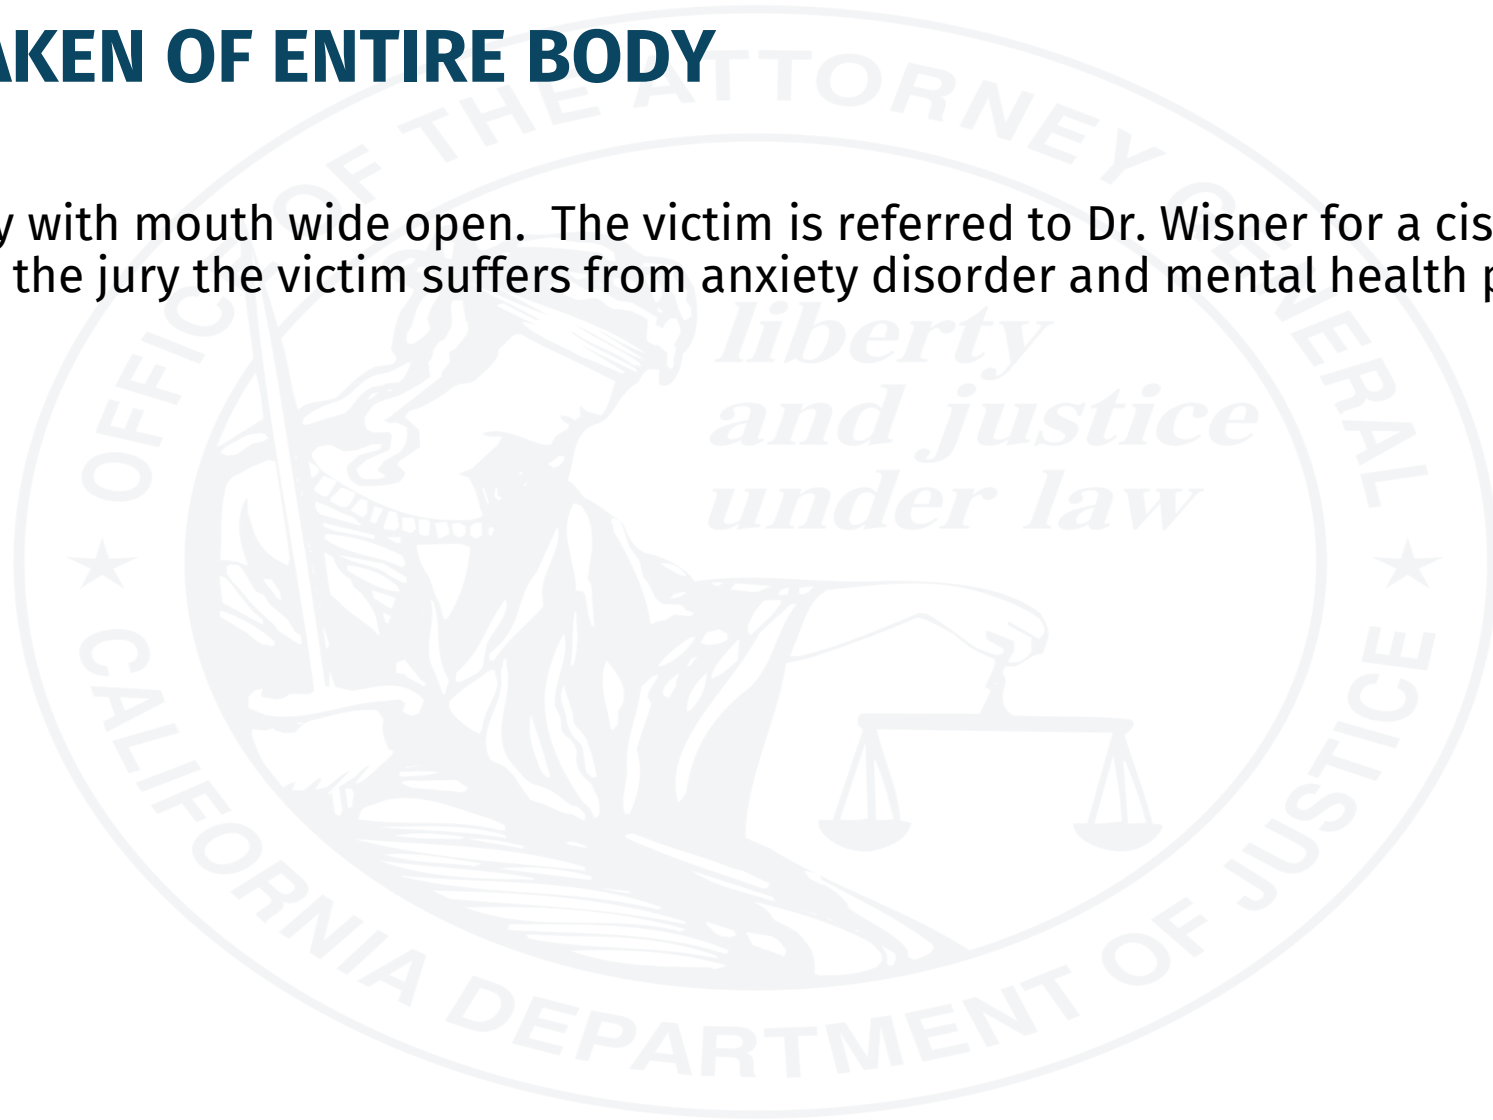 AKEN OF ENTIRE BODY
y with mouth wide open.  The victim is referred to Dr. Wisner for a cis
the jury the victim suffers from anxiety disorder and mental health p
OFFICE OF THE ATTORNEY GENERAL
liberty
and justice
under law
CALIFORNIA DEPARTMENT OF JUSTICE